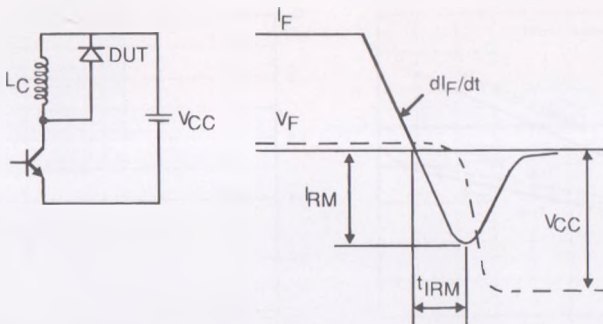 I_F
DUT
L_C
V_CC
dI_F/dt
V_F
I_RM
V_CC
t_IRM